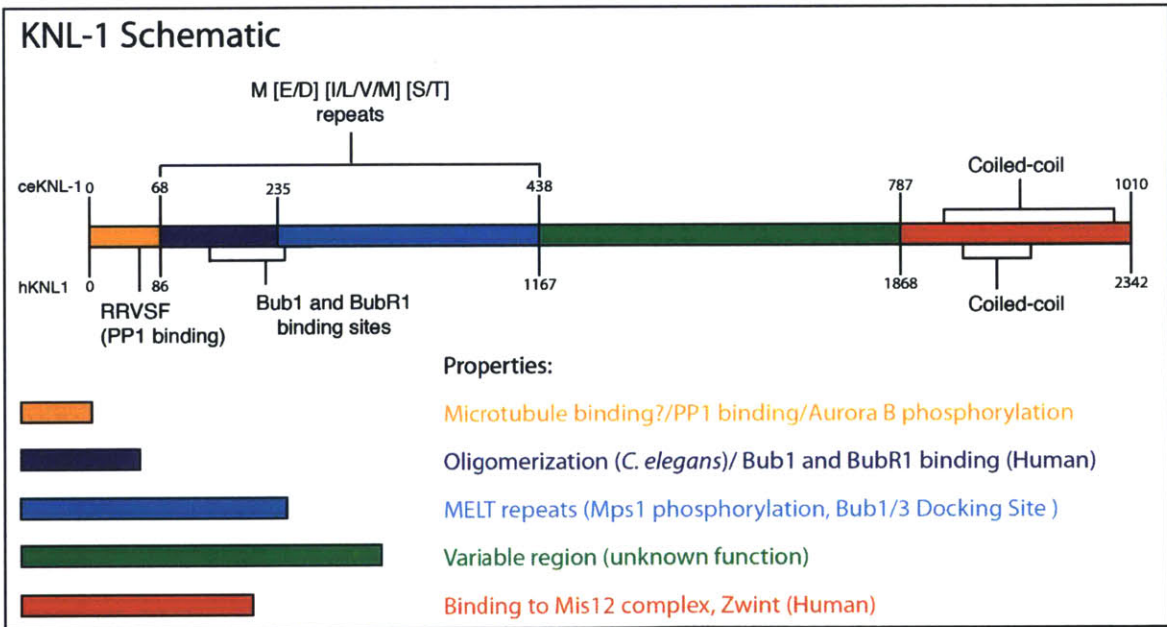 KNL-1 Schematic
M [E/D] [I/L/V/M] [S/T]
repeats
Coiled-coil
ceKNL-1 0 68 235 438 787 1010
hKNL1 0 86 1167 1868 2342
RRVSF
(PP1 binding)
Bub1 and BubR1
binding sites
Coiled-coil
Properties:
Microtubule binding?/PP1 binding/Aurora B phosphorylation
Oligomerization (C. elegans)/ Bub1 and BubR1 binding (Human)
MELT repeats (Mps1 phosphorylation, Bub1/3 Docking Site )
Variable region (unknown function)
Binding to Mis12 complex, Zwint (Human)